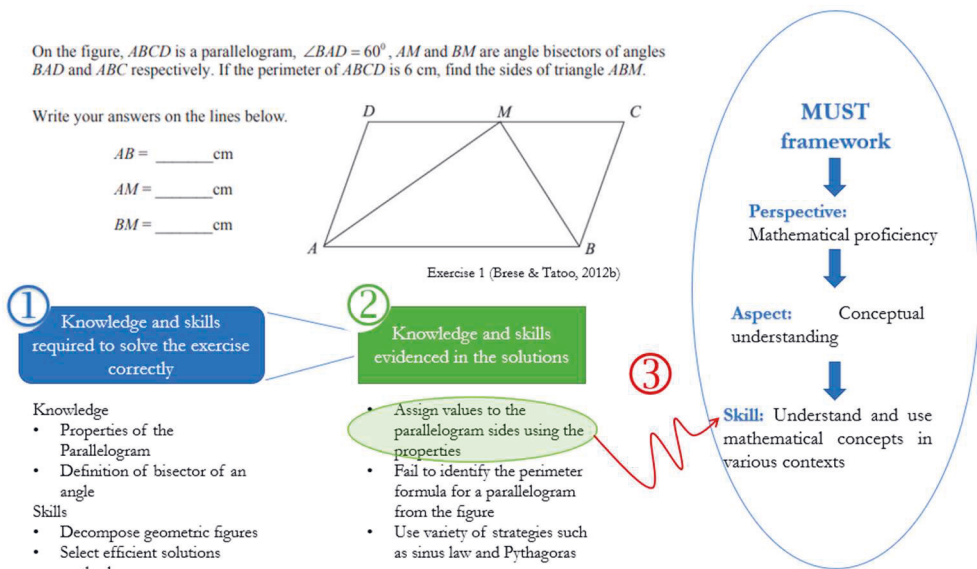 On the figure, ABCD is a parallelogram, ∠BAD = 60⁰, AM and BM are angle bisectors of angles
BAD and ABC respectively. If the perimeter of ABCD is 6 cm, find the sides of triangle ABM.
Write your answers on the lines below.
AB = _______cm
AM = _______cm
BM = _______cm
D
M
C
A
B
Exercise 1 (Brese & Tatoo, 2012b)
1
Knowledge and skills
required to solve the exercise
correctly
Knowledge
• Properties of the
Parallelogram
• Definition of bisector of an
angle
Skills
• Decompose geometric figures
• Select efficient solutions
2
Knowledge and skills
evidenced in the solutions
• Assign values to the
parallelogram sides using the
properties
• Fail to identify the perimeter
formula for a parallelogram
from the figure
• Use variety of strategies such
as sinus law and Pythagoras
3
MUST
framework
Perspective:
Mathematical proficiency
Aspect: Conceptual
understanding
Skill: Understand and use
mathematical concepts in
various contexts